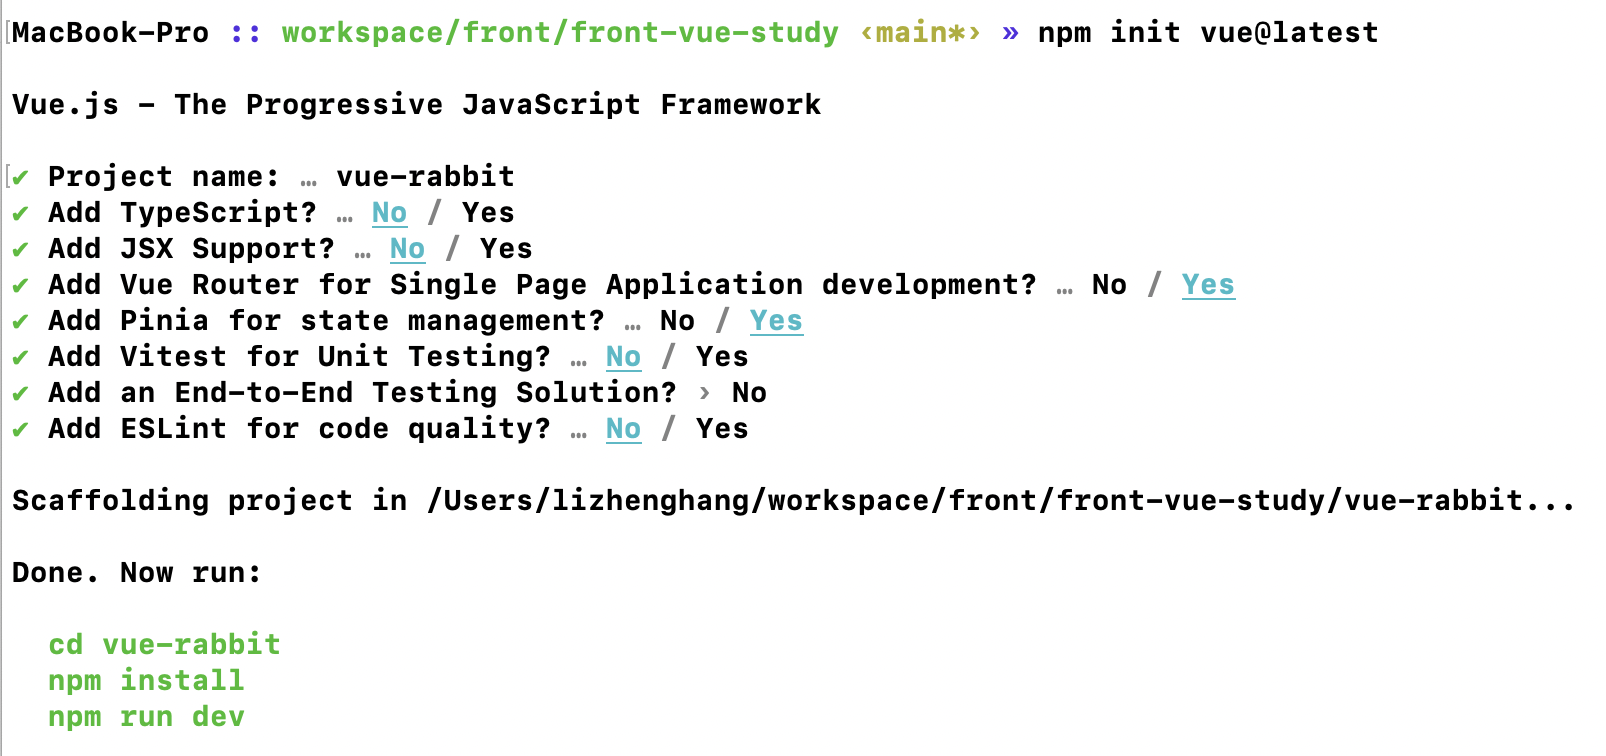 MacBook-Pro :: workspace/front/front-vue-study ‹main*› » npm init vue@latest
Vue.js - The Progressive JavaScript Framework
✔ Project name: … vue-rabbit
✔ Add TypeScript? … No / Yes
✔ Add JSX Support? … No / Yes
✔ Add Vue Router for Single Page Application development? … No / Yes
✔ Add Pinia for state management? … No / Yes
✔ Add Vitest for Unit Testing? … No / Yes
✔ Add an End-to-End Testing Solution? › No
✔ Add ESLint for code quality? … No / Yes
Scaffolding project in /Users/lizhenghang/workspace/front/front-vue-study/vue-rabbit...
Done. Now run:
cd vue-rabbit
npm install
npm run dev